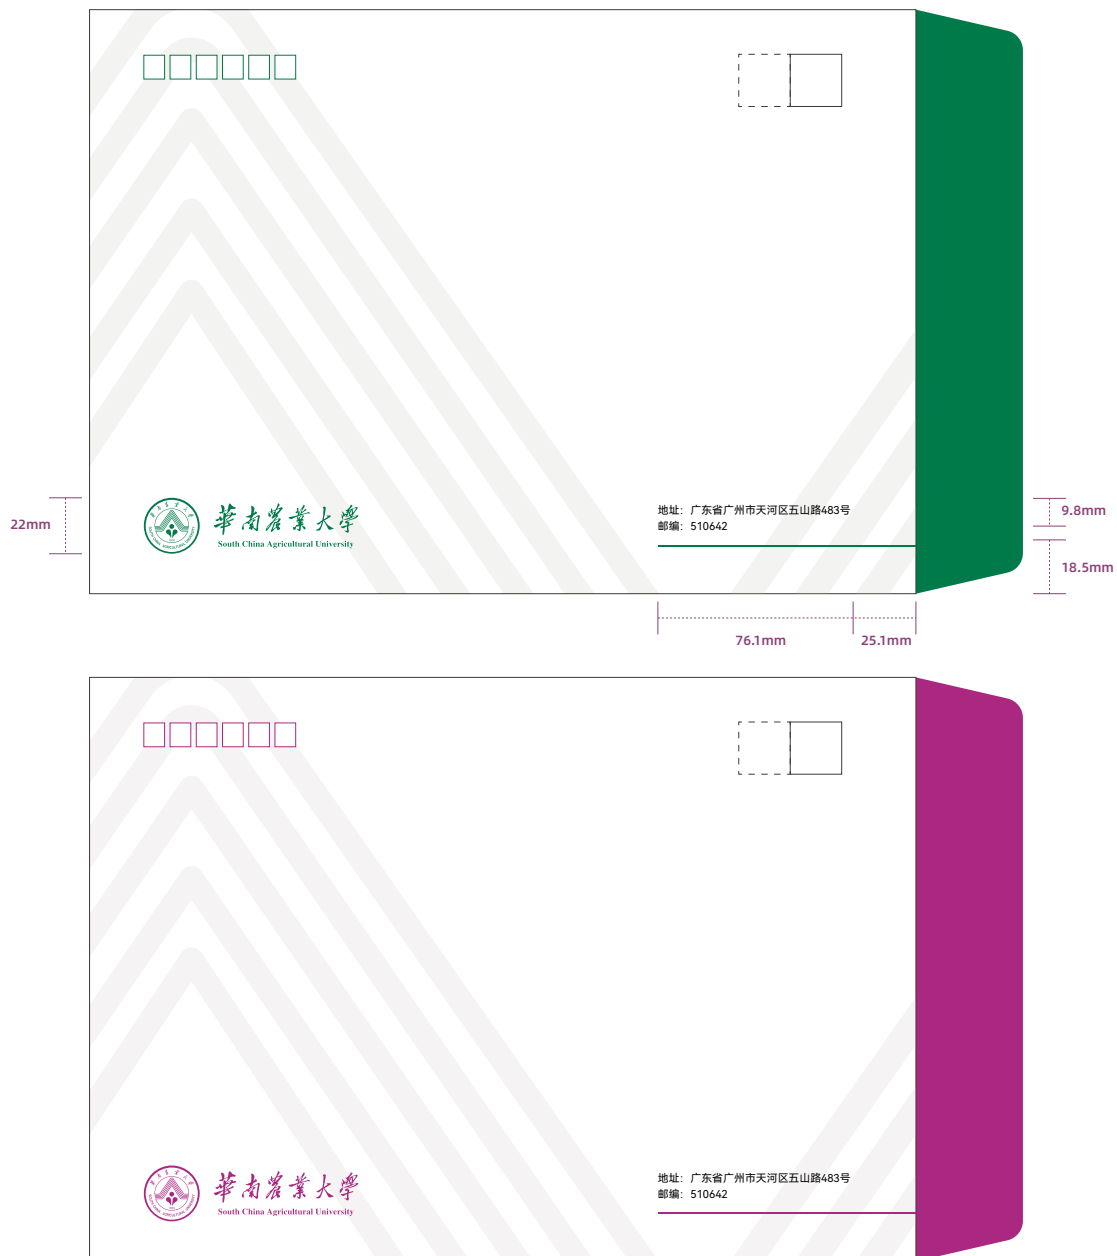 華南農業大學
South China Agricultural University
地址：广东省广州市天河区五山路483号
邮编：510642
22mm
9.8mm
18.5mm
76.1mm
25.1mm
華南農業大學
South China Agricultural University
地址：广东省广州市天河区五山路483号
邮编：510642